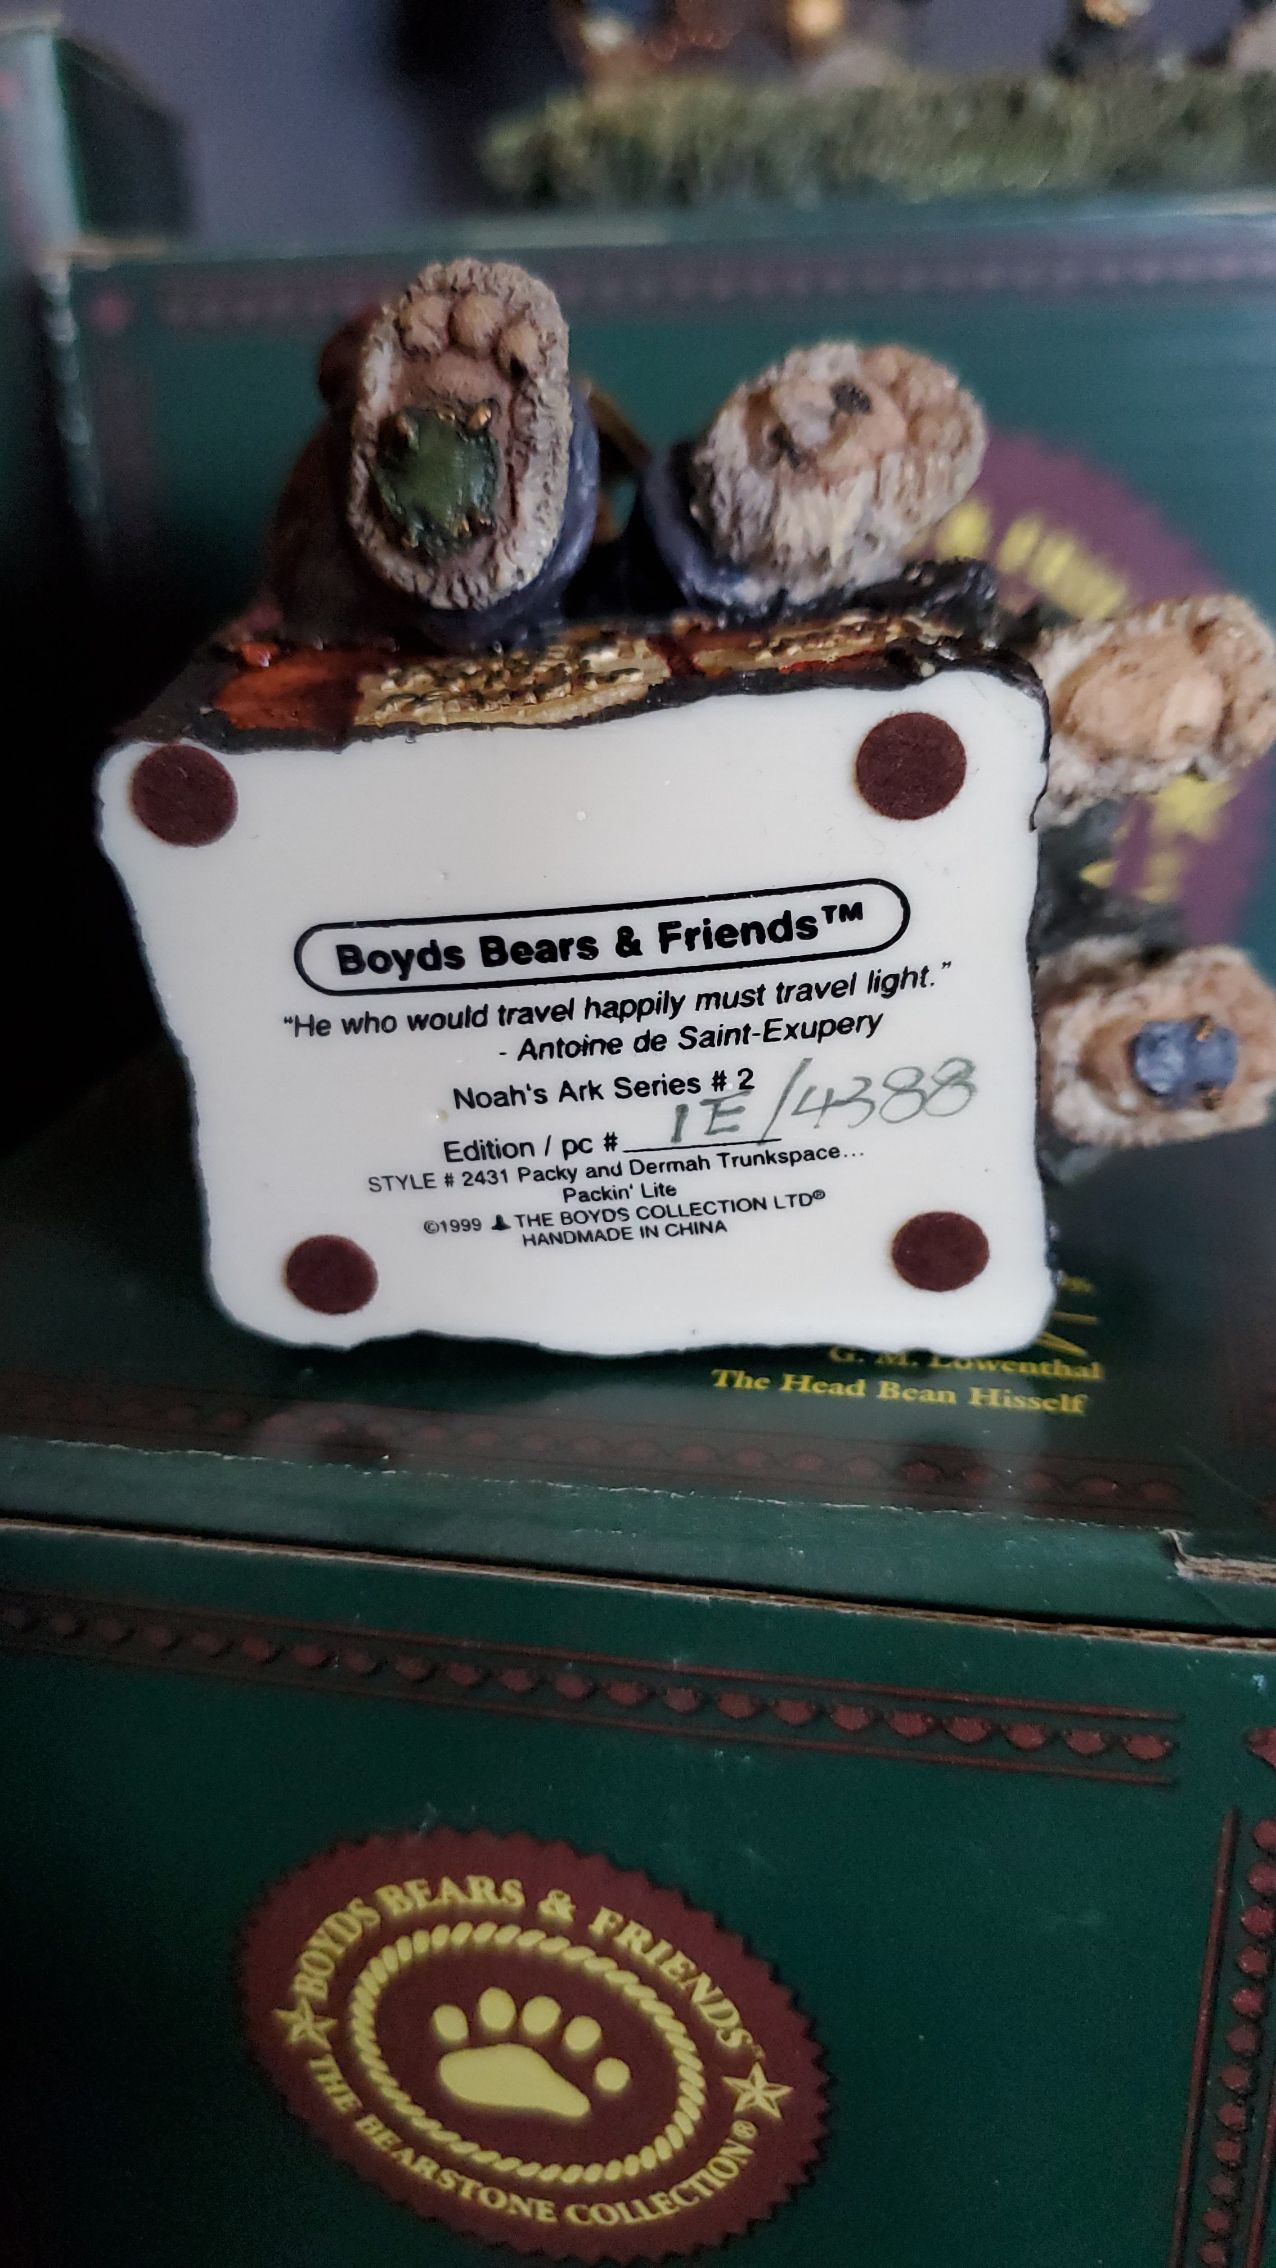 Boyds Bears & Friends™
"He who would travel happily must travel light."
- Antoine de Saint-Exupery
Noah's Ark Series # 2
Edition / pc # 1E/4388
STYLE # 2431 Packy and Dermah Trunkspace...
Packin' Lite
©1999 THE BOYDS COLLECTION LTD®
HANDMADE IN CHINA
G. M. Lowenthal
The Head Bean Hisself
BOYDS BEARS & FRIENDS™
THE BEARSTONE COLLECTION®